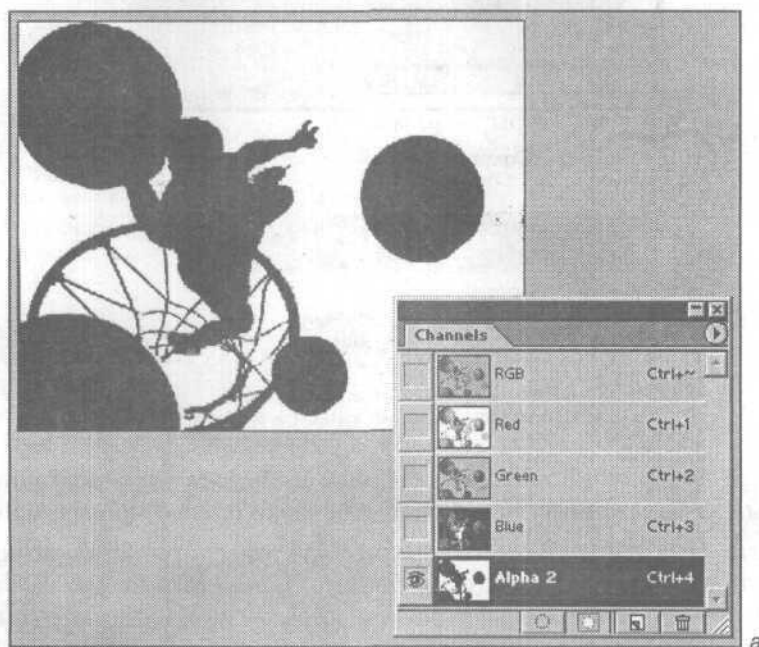 Channels
RGB Ctrl+~
Red Ctrl+1
Green Ctrl+2
Blue Ctrl+3
Alpha 2 Ctrl+4
a